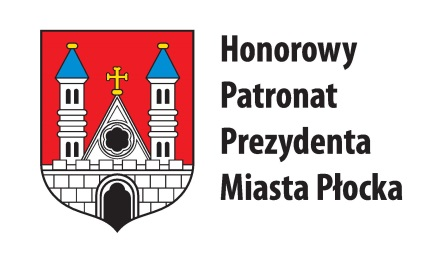 Honorowy
Patronat
Prezydenta
Miasta Płocka